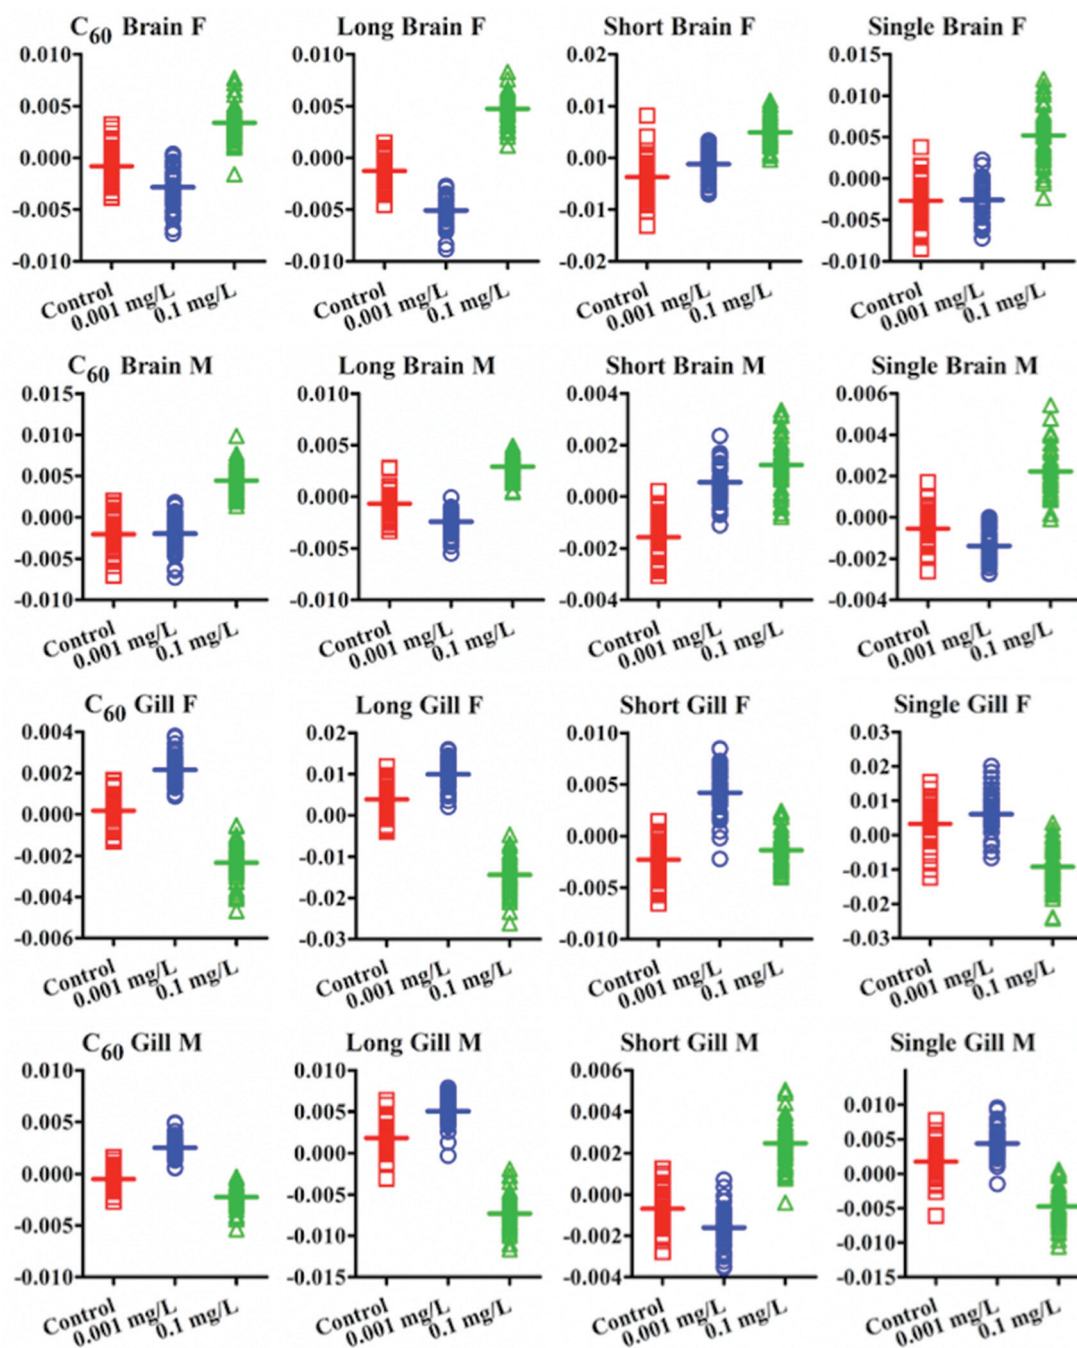 C60 Brain F
Long Brain F
Short Brain F
Single Brain F
0.010
0.005
0.000
-0.005
-0.010
0.010
0.005
0.000
-0.005
-0.010
0.02
0.01
0.00
-0.01
-0.02
0.015
0.010
0.005
0.000
-0.005
-0.010
Control
0.001 mg/L
0.1 mg/L
Control
0.001 mg/L
0.1 mg/L
Control
0.001 mg/L
0.1 mg/L
Control
0.001 mg/L
0.1 mg/L
C60 Brain M
Long Brain M
Short Brain M
Single Brain M
0.015
0.010
0.005
0.000
-0.005
-0.010
0.010
0.005
0.000
-0.005
-0.010
0.004
0.002
0.000
-0.002
-0.004
0.006
0.004
0.002
0.000
-0.002
-0.004
Control
0.001 mg/L
0.1 mg/L
Control
0.001 mg/L
0.1 mg/L
Control
0.001 mg/L
0.1 mg/L
Control
0.001 mg/L
0.1 mg/L
C60 Gill F
Long Gill F
Short Gill F
Single Gill F
0.004
0.002
0.000
-0.002
-0.004
-0.006
0.02
0.01
0.00
-0.01
-0.02
-0.03
0.010
0.005
0.000
-0.005
-0.010
0.03
0.02
0.01
0.00
-0.01
-0.02
-0.03
Control
0.001 mg/L
0.1 mg/L
Control
0.001 mg/L
0.1 mg/L
Control
0.001 mg/L
0.1 mg/L
Control
0.001 mg/L
0.1 mg/L
C60 Gill M
Long Gill M
Short Gill M
Single Gill M
0.010
0.005
0.000
-0.005
-0.010
0.010
0.005
0.000
-0.005
-0.010
-0.015
0.006
0.004
0.002
0.000
-0.002
-0.004
0.010
0.005
0.000
-0.005
-0.010
-0.015
Control
0.001 mg/L
0.1 mg/L
Control
0.001 mg/L
0.1 mg/L
Control
0.001 mg/L
0.1 mg/L
Control
0.001 mg/L
0.1 mg/L